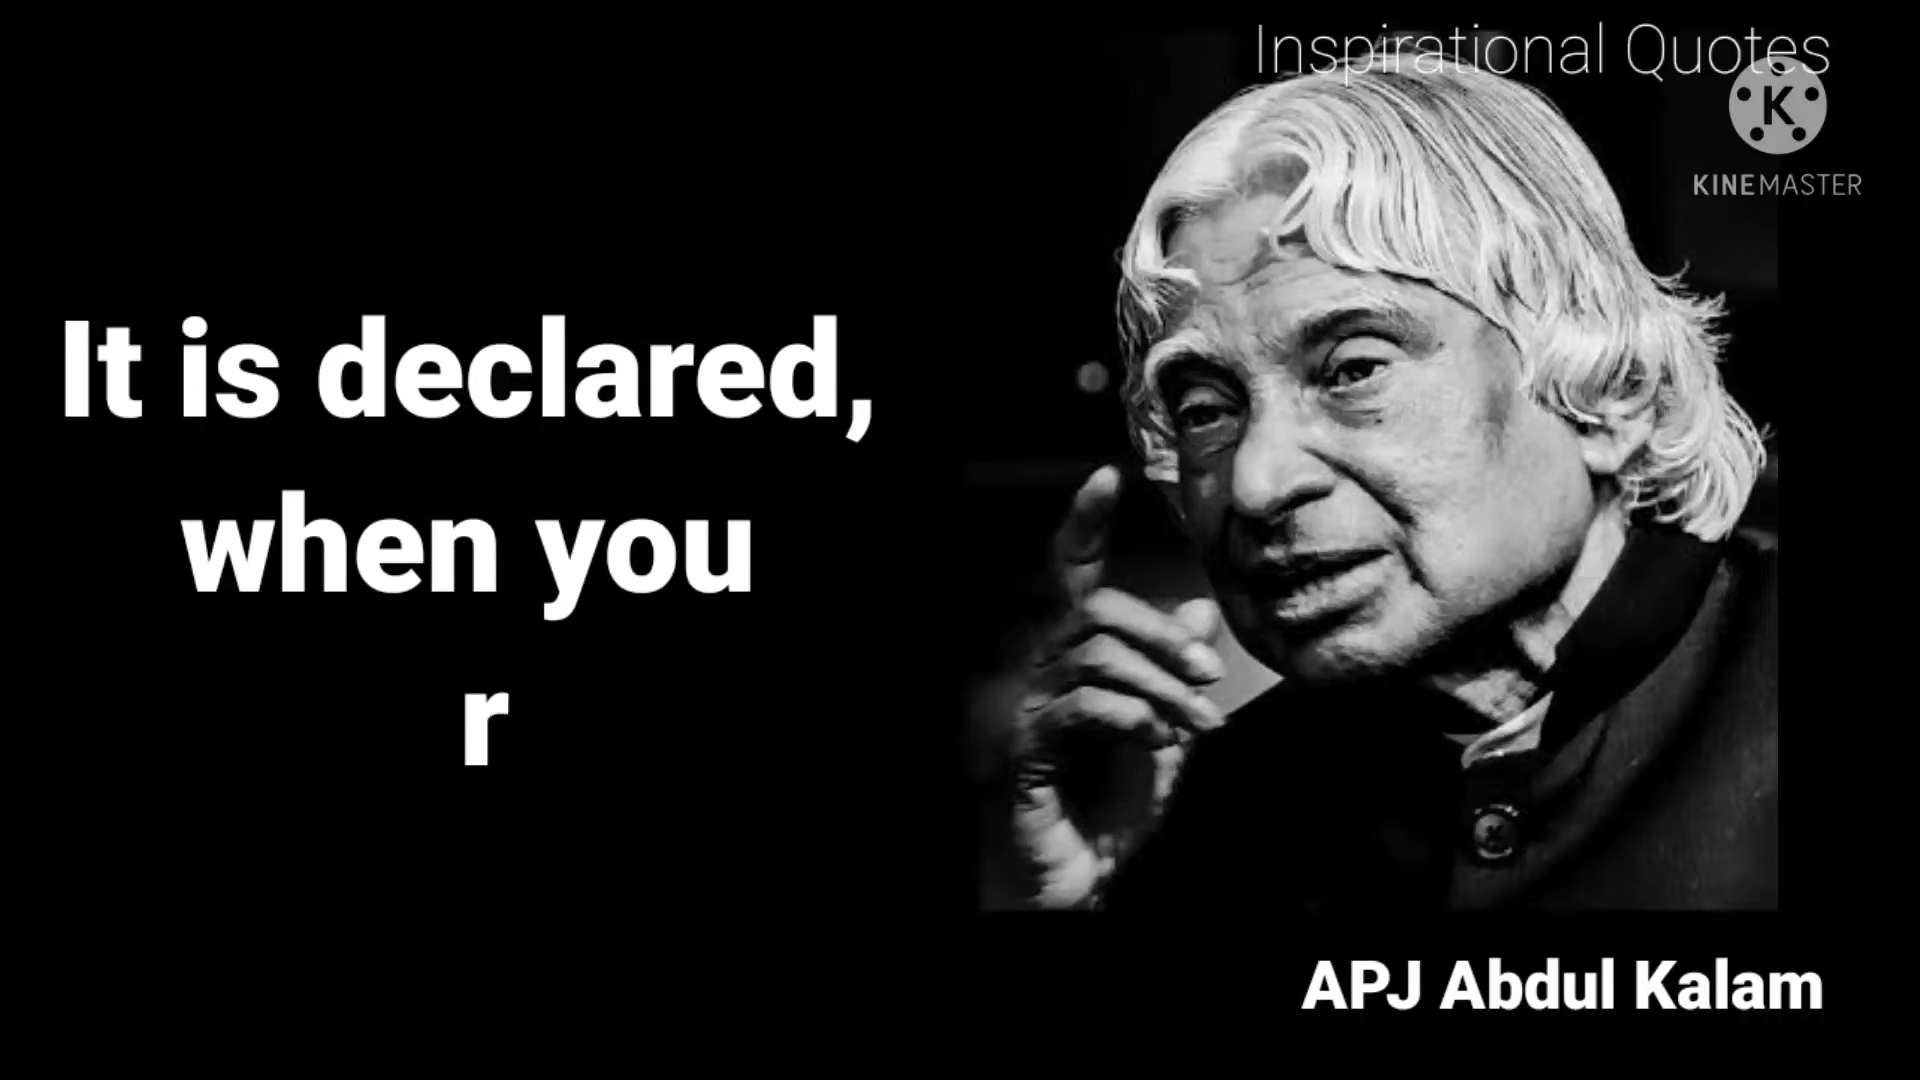 Inspirational Quotes
K
KINEMASTER
It is declared,
when you
r
APJ Abdul Kalam